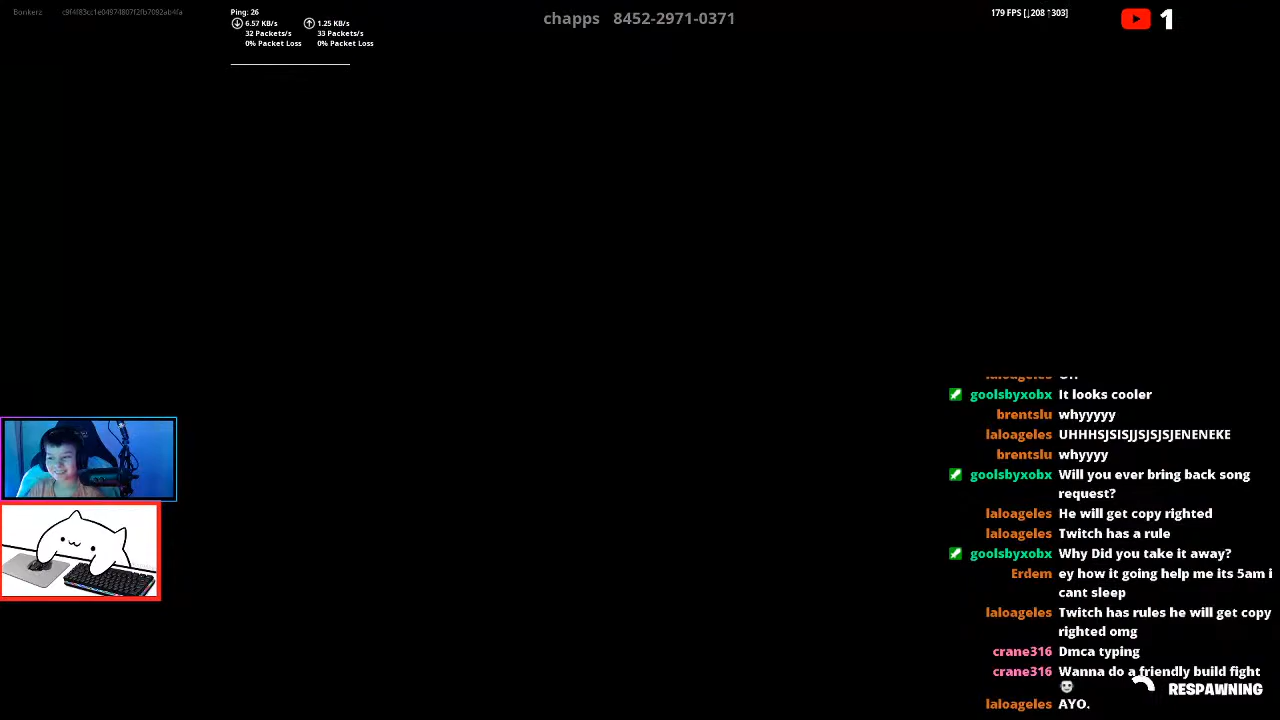 Bonkerz c9f4f83cc1e04974807f2fb7092ab4fa
Ping: 26
6.57 KB/s 1.25 KB/s
32 Packets/s 33 Packets/s
0% Packet Loss 0% Packet Loss
chapps 8452-2971-0371
179 FPS [↓208 ↑303]
1
goolsbyxobx It looks cooler
brentslu whyyyyy
laloageles UHHHSJSISJJSJSJSJENENEKE
brentslu whyyyy
goolsbyxobx Will you ever bring back song
request?
laloageles He will get copy righted
laloageles Twitch has a rule
goolsbyxobx Why Did you take it away?
Erdem ey how it going help me its 5am i
cant sleep
laloageles Twitch has rules he will get copy
righted omg
crane316 Dmca typing
crane316 Wanna do a friendly build fight
RESPAWNING
laloageles AYO.